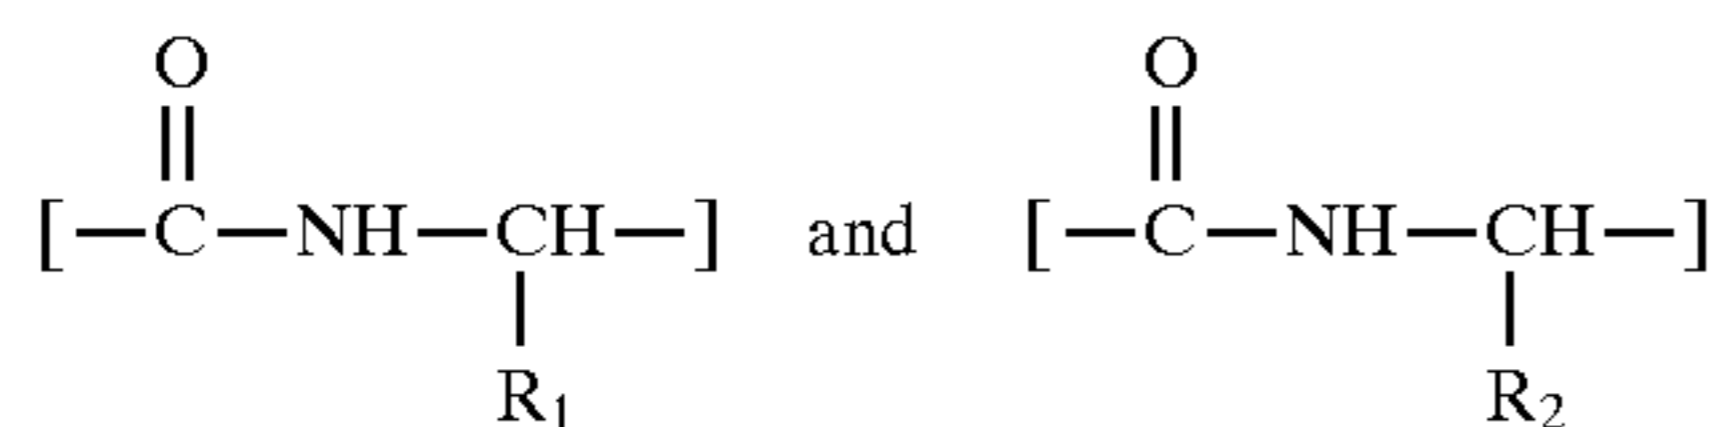 O O
[—C—NH—CH—] and [—C—NH—CH—]
R₁ R₂